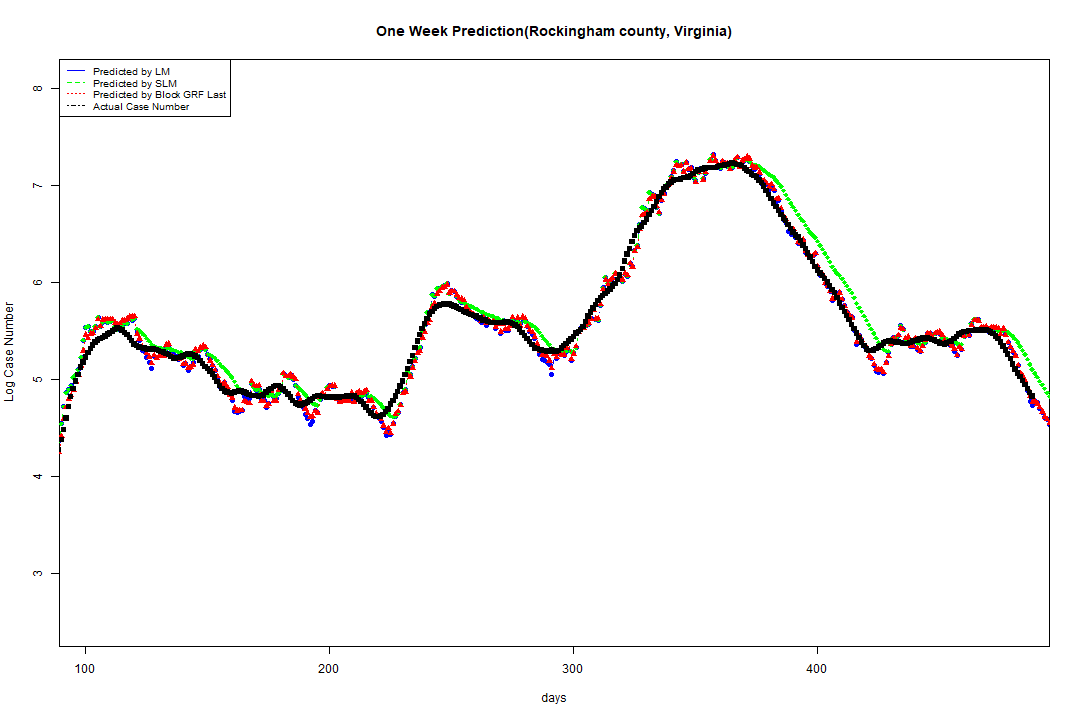 One Week Prediction(Rockingham county, Virginia)
Predicted by LM
Predicted by SLM
Predicted by Block GRF Last
Actual Case Number
8
7
6
5
4
3
Log Case Number
100 200 300 400
days